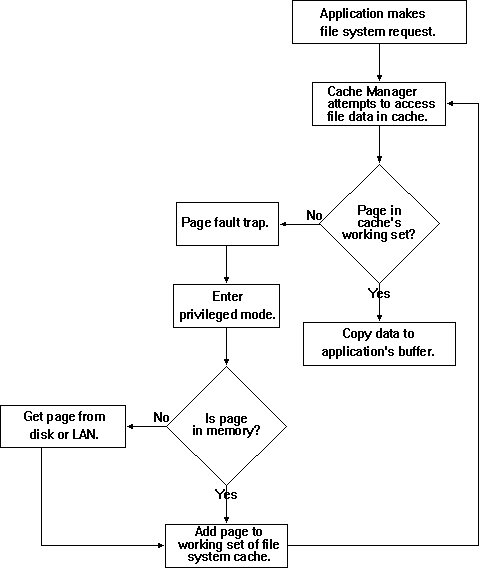 Application makes
file system request.
Cache Manager
attempts to access
file data in cache.
Page in
cache's
working set?
No
Page fault trap.
Yes
Enter
privileged mode.
Copy data to
application's buffer.
Is page
in memory?
No
Get page from
disk or LAN.
Yes
Add page to
working set of file
system cache.